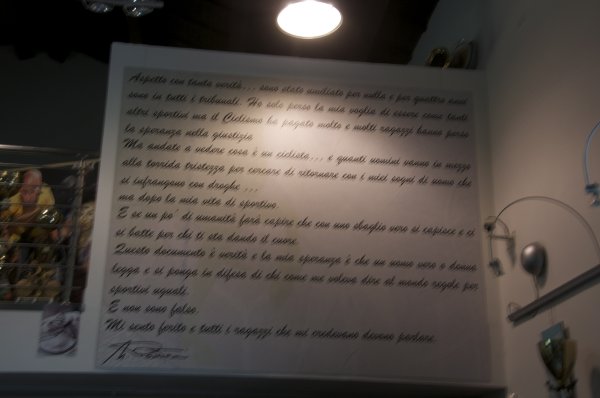 Aspetto con tanta verità... sono stato umiliato per nulla e per quattro anni
sono in tutti i tribunali. Ho solo perso la mia voglia di essere come tanti
altri sportivi ma il Ciclismo ha pagato molto e molti ragazzi hanno perso
la speranza nella giustizia
Ma andate a vedere cosa è un ciclista... e quanti uomini vanno in mezzo
alla torrida tristezza per cercare di ritornare con i miei sogni di uomo che
si infrangono con droghe ...
ma dopo la mia vita di sportivo.
E se un po' di umanità farà capire che con uno sbaglio vero si capisce e ci
si batte per chi ti sta dando il cuore.
Questo documento è verità e la mia speranza è che un uomo vero o donna
legga e si ponga in difesa di chi come me voleva dire al mondo regole per
sportivi uguali.
E non sono falso.
Mi sento ferito e tutti i ragazzi che mi credevano devono parlare.